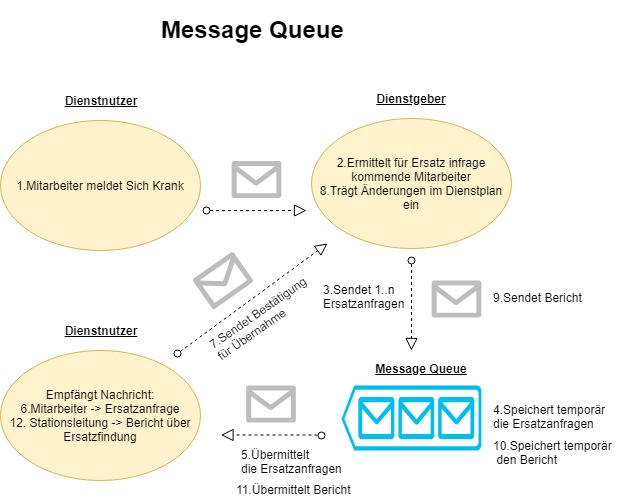 Message Queue
Dienstnutzer
1.Mitarbeiter meldet Sich Krank
Dienstgeber
2.Ermittelt für Ersatz infrage
kommende Mitarbeiter
8.Trägt Änderungen im Dienstplan
ein
3.Sendet 1..n
Ersatzanfragen
9.Sendet Bericht
7.Sendet Bestätigung
für Übernahme
Dienstnutzer
Empfängt Nachricht:
6.Mitarbeiter -> Ersatzanfrage
12. Stationsleitung -> Bericht über
Ersatzfindung
Message Queue
4.Speichert temporär
die Ersatzanfragen
10.Speichert temporär
den Bericht
5.Übermittelt
die Ersatzanfragen
11.Übermittelt Bericht